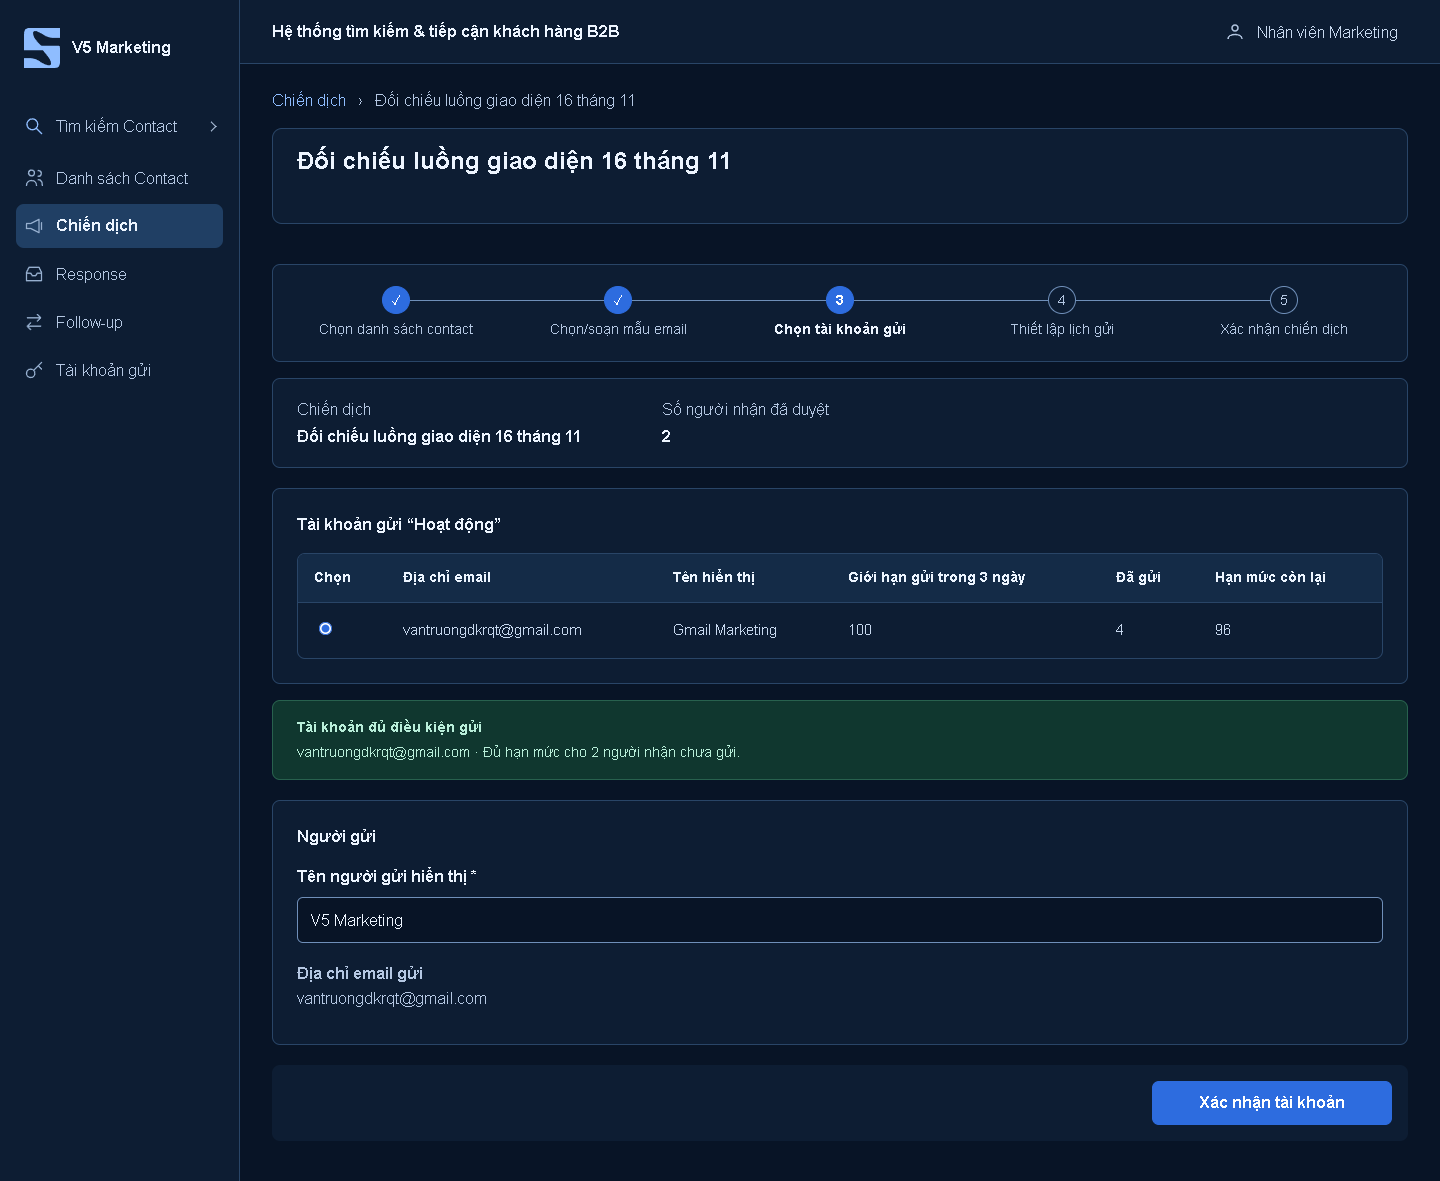 V5 Marketing
Hệ thống tìm kiếm & tiếp cận khách hàng B2B
Nhân viên Marketing
Tìm kiếm Contact
Danh sách Contact
Chiến dịch
Response
Follow-up
Tài khoản gửi
Chiến dịch › Đối chiếu luồng giao diện 16 tháng 11
Đối chiếu luồng giao diện 16 tháng 11
✓ ✓ 3 4 5
Chọn danh sách contact Chọn/soạn mẫu email Chọn tài khoản gửi Thiết lập lịch gửi Xác nhận chiến dịch
Chiến dịch Số người nhận đã duyệt
Đối chiếu luồng giao diện 16 tháng 11 2
Tài khoản gửi “Hoạt động”
Chọn Địa chỉ email Tên hiển thị Giới hạn gửi trong 3 ngày Đã gửi Hạn mức còn lại
vantruongdkrqt@gmail.com Gmail Marketing 100 4 96
Tài khoản đủ điều kiện gửi
vantruongdkrqt@gmail.com · Đủ hạn mức cho 2 người nhận chưa gửi.
Người gửi
Tên người gửi hiển thị *
V5 Marketing
Địa chỉ email gửi
vantruongdkrqt@gmail.com
Xác nhận tài khoản